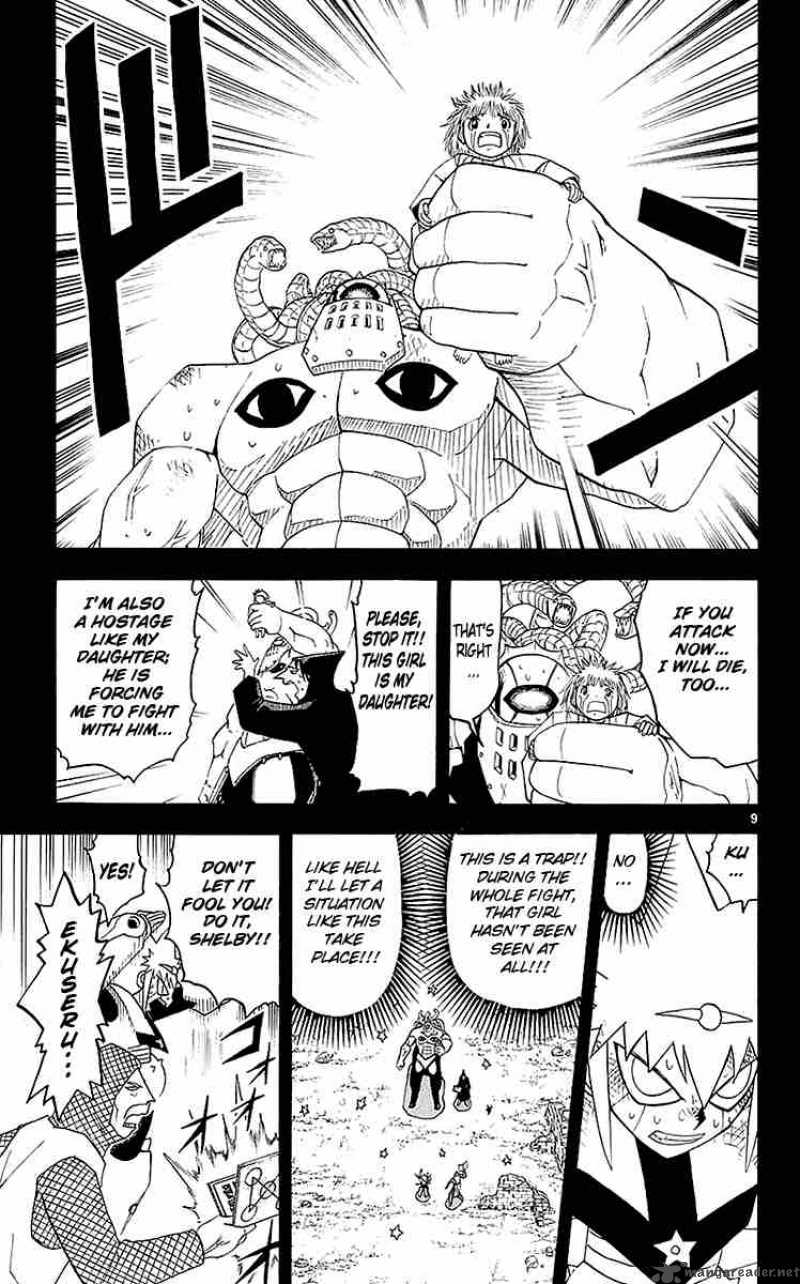 IF YOU
ATTACK
NOW...
I WILL DIE,
TOO...
THAT'S
RIGHT
...
PLEASE,
STOP IT!!
THIS GIRL
IS MY
DAUGHTER!
I'M ALSO
A HOSTAGE
LIKE MY
DAUGHTER;
HE IS
FORCING
ME TO FIGHT
WITH HIM...
9
KU
...
NO
...
THIS IS A TRAP!!
DURING THE
WHOLE FIGHT,
THAT GIRL
HASN'T BEEN
SEEN AT
ALL!!!
LIKE HELL
I'LL LET A
SITUATION
LIKE THIS
TAKE
PLACE!!!
DON'T
LET IT
FOOL YOU!
DO IT,
SHELBY!!
YES!
EKUSERU...
オオオ
mangareader.net